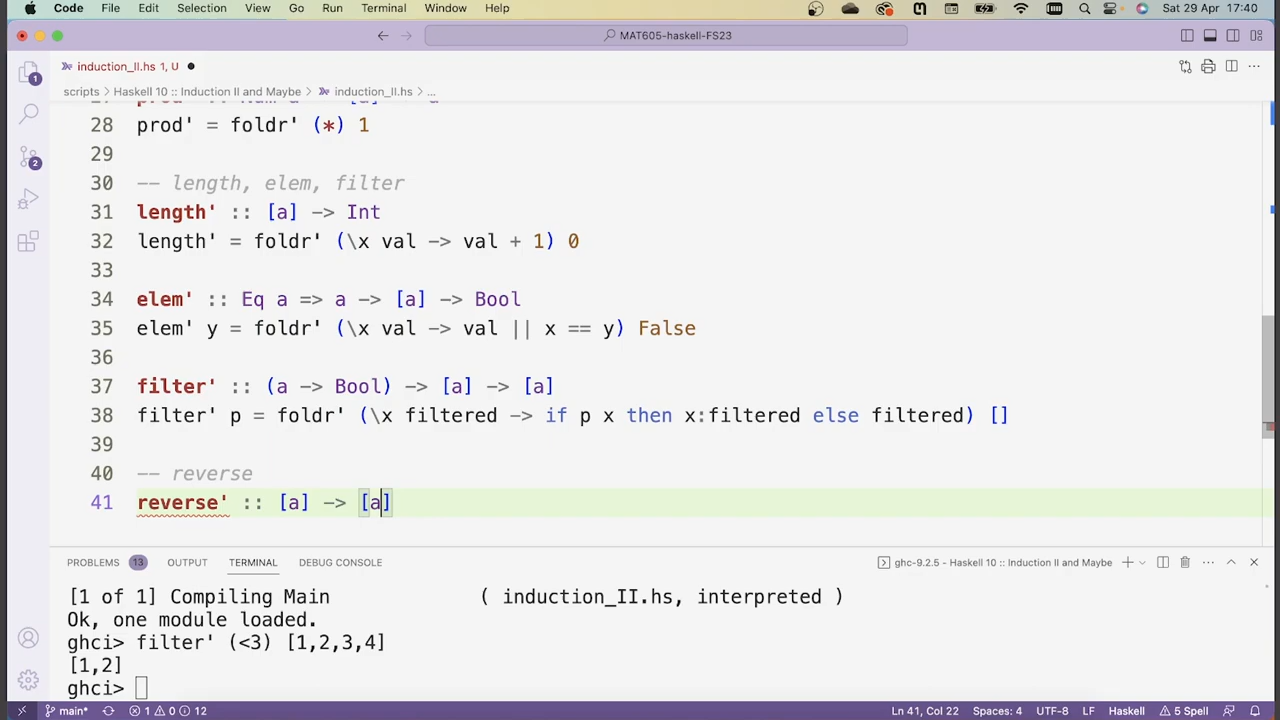 Code File Edit Selection View Go Run Terminal Window Help Sat 29 Apr 17:40
MAT605-haskell-FS23
induction_II.hs 1, U
scripts > Haskell 10 :: Induction II and Maybe > induction_II.hs > ...
28 prod' = foldr' (*) 1
29
30 -- length, elem, filter
31 length' :: [a] -> Int
32 length' = foldr' (\x val -> val + 1) 0
33
34 elem' :: Eq a => a -> [a] -> Bool
35 elem' y = foldr' (\x val -> val || x == y) False
36
37 filter' :: (a -> Bool) -> [a] -> [a]
38 filter' p = foldr' (\x filtered -> if p x then x:filtered else filtered) []
39
40 -- reverse
41 reverse' :: [a] -> [a]
PROBLEMS 13 OUTPUT TERMINAL DEBUG CONSOLE ghc-9.2.5 - Haskell 10 :: Induction II and Maybe
[1 of 1] Compiling Main ( induction_II.hs, interpreted )
Ok, one module loaded.
ghci> filter' (<3) [1,2,3,4]
[1,2]
ghci>
main* 1 0 12 Ln 41, Col 22 Spaces: 4 UTF-8 LF Haskell 5 Spell